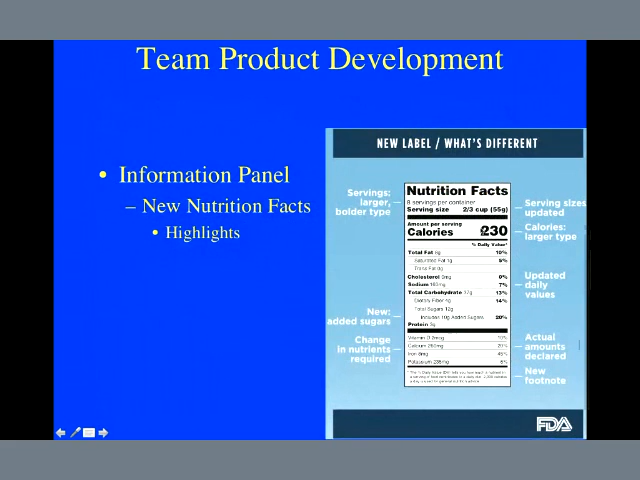 Team Product Development
• Information Panel
– New Nutrition Facts
• Highlights
NEW LABEL / WHAT'S DIFFERENT
Servings:
larger,
bolder type
New:
added sugars
Change
in nutrients
required
Nutrition Facts
8 servings per container
Serving size 2/3 cup (55g)
Amount per serving
Calories 230
% Daily Value*
Total Fat 8g 10%
Saturated Fat 1g 5%
Trans Fat 0g
Cholesterol 0mg 0%
Sodium 160mg 7%
Total Carbohydrate 37g 13%
Dietary Fiber 4g 14%
Total Sugars 12g
Includes 10g Added Sugars 20%
Protein 3g
Vitamin D 2mcg 10%
Calcium 260mg 20%
Iron 8mg 45%
Potassium 235mg 6%
Serving sizes
updated
Calories:
larger type
Updated
daily
values
Actual
amounts
declared
New
footnote
FDA